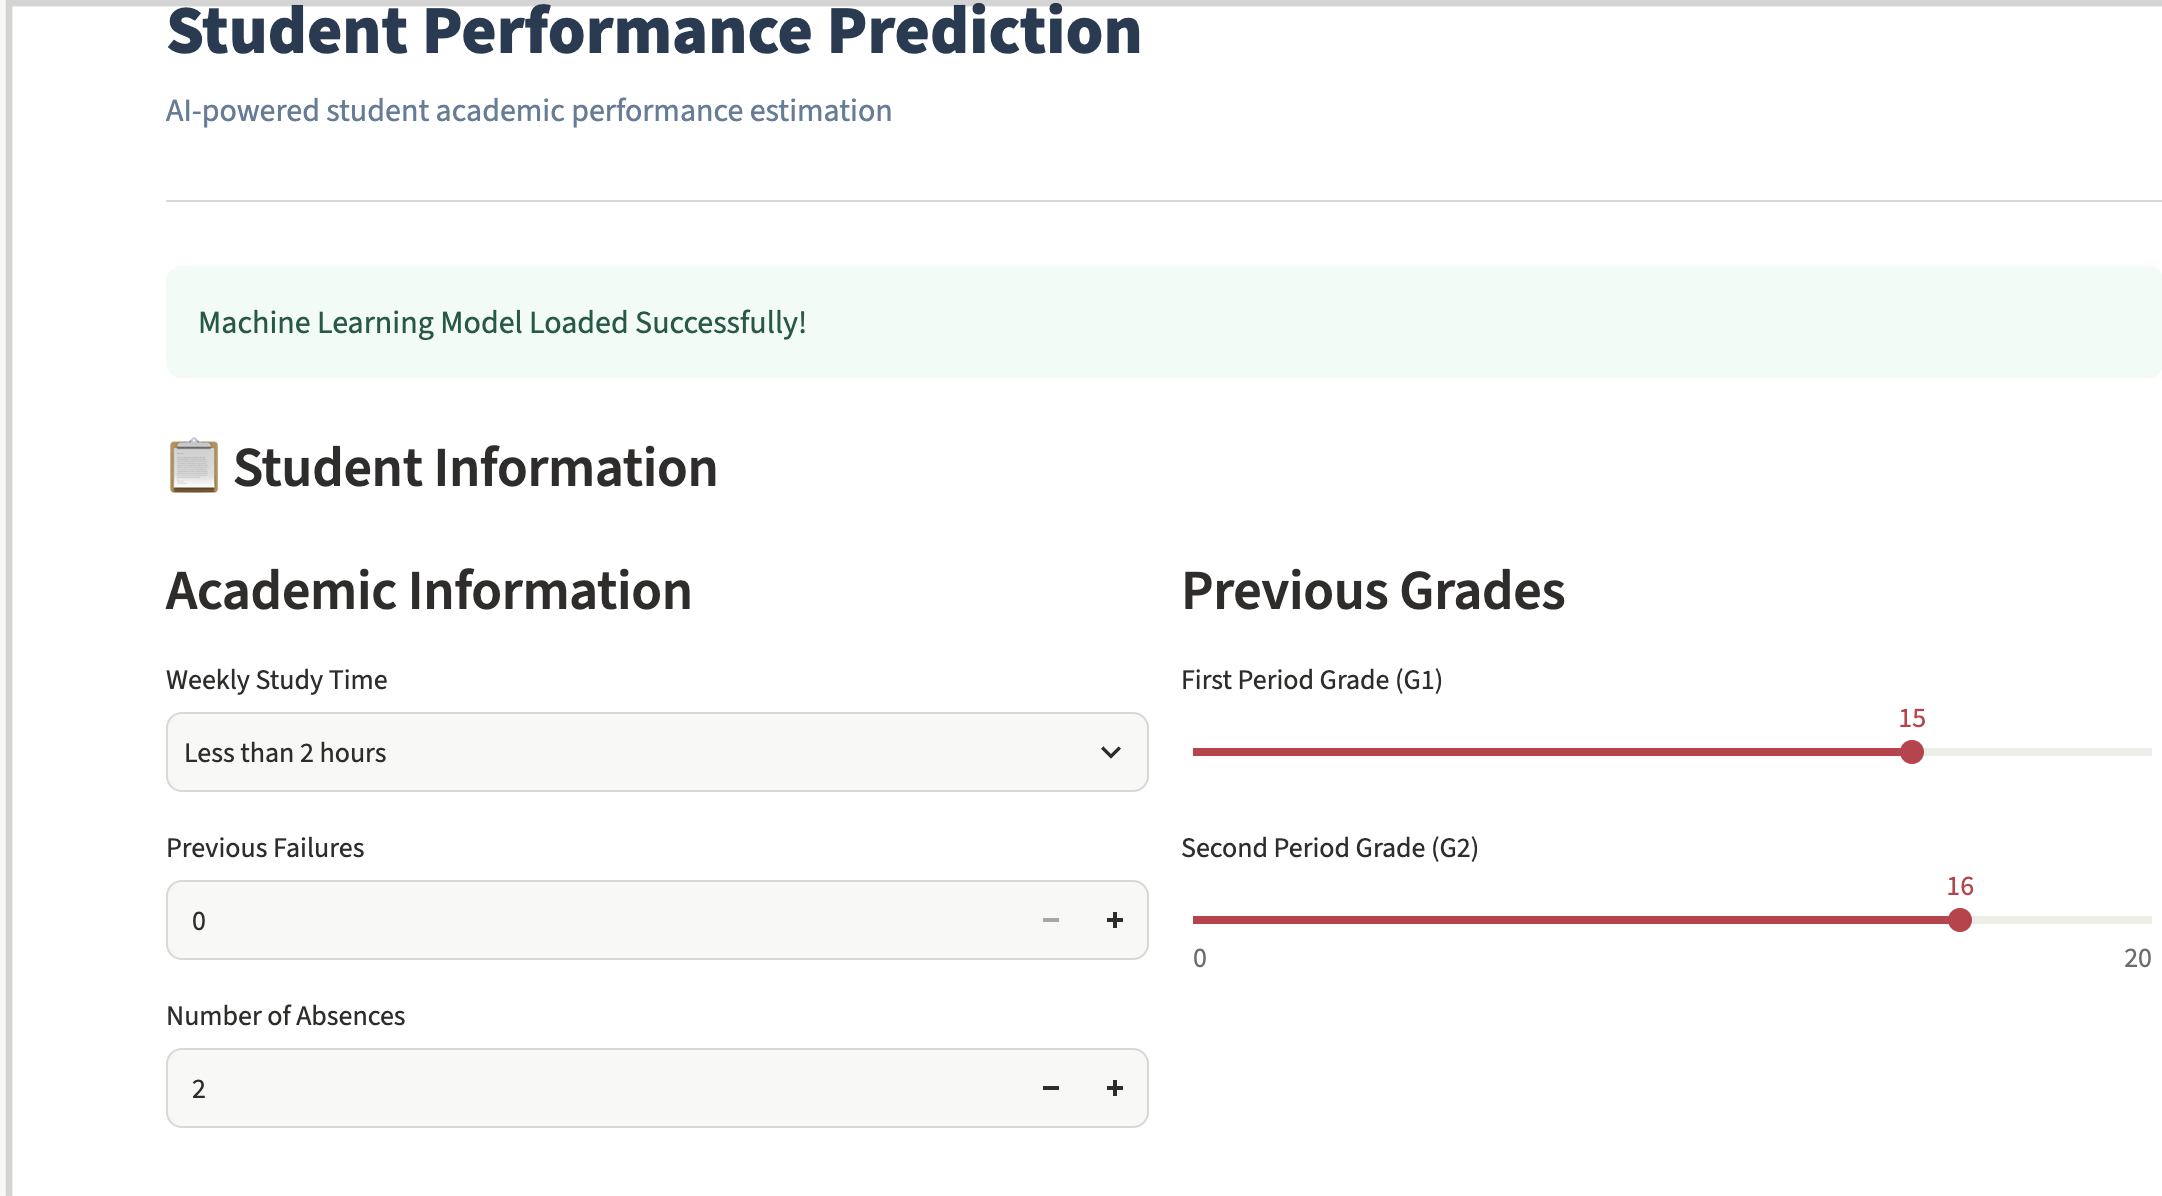 Student Performance Prediction
AI-powered student academic performance estimation
Machine Learning Model Loaded Successfully!
Student Information
Academic Information
Weekly Study Time
Less than 2 hours
Previous Failures
0
Number of Absences
2
Previous Grades
First Period Grade (G1)
15
Second Period Grade (G2)
16
0 20